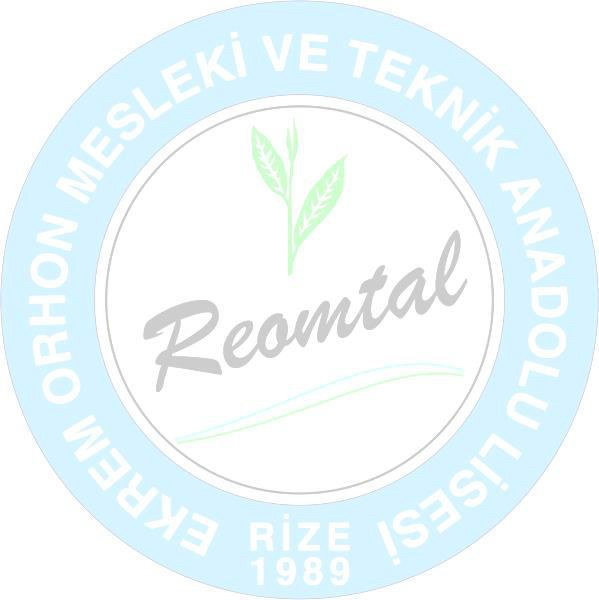 EKREM ORHON MESLEKİ VE TEKNİK ANADOLU LİSESİ
Reomtal
RİZE
1989